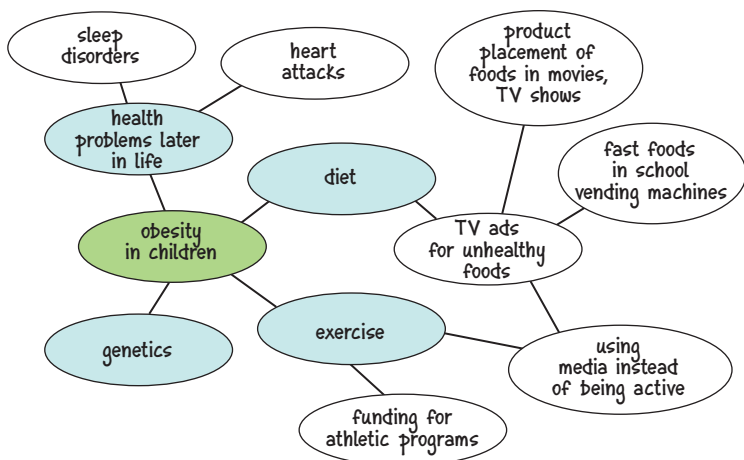 sleep
disorders
heart
attacks
product
placement of
foods in movies,
TV shows
health
problems later
in life
diet
fast foods
in school
vending machines
obesity
in children
TV ads
for unhealthy
foods
genetics
exercise
using
media instead
of being active
funding for
athletic programs